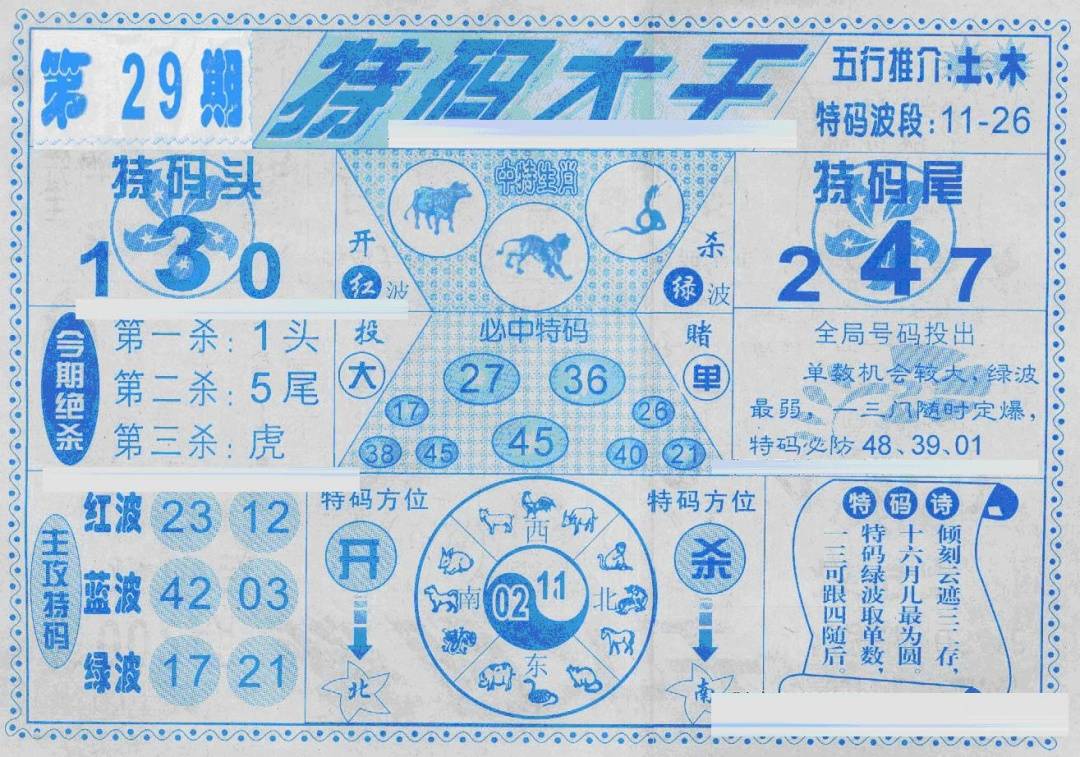 第29期
特码大王
五行推介:土、木
特码波段:11-26
特码头
1 3 0
中特生肖
开
红波
杀
绿波
特码尾
2 4 7
今期绝杀
第一杀:1头
第二杀:5尾
第三杀:虎
投
大
必中特码
27 36
17 26
45
38 45 40 21
赌
单
全局号码投出
单数机会较大,绿波
最弱,一三门随时定爆,
特码必防48、39、01
主攻特码
红波 23 12
蓝波 42 03
绿波 17 21
特码方位
开
北
西
南 02 11 北
东
特码方位
杀
南
特码诗
倾刻云遮三二存,
十六月儿最为圆。
特码绿波取单数,
一三可跟四随后。